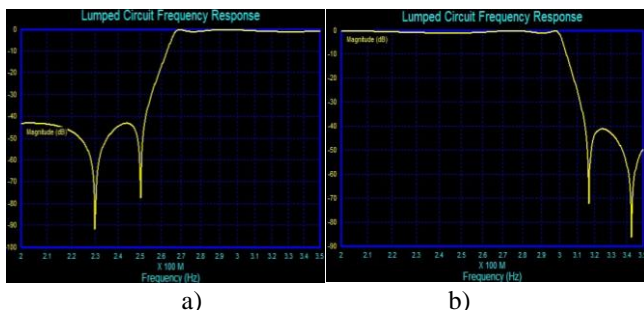 Lumped Circuit Frequency Response
0
-10
-20
-30
-40
-50
-60
-70
-80
-90
100
Magnitude (dB)
2 2.1 2.2 2.3 2.4 2.5 2.6 2.7 2.8 2.9 3 3.1 3.2 3.3 3.4 3.5
X 100 M
Frequency (Hz)
a)
Lumped Circuit Frequency Response
0
-10
-20
-30
-40
-50
-60
-70
Magnitude (dB)
2 2.1 2.2 2.3 2.4 2.5 2.6 2.7 2.8 2.9 3 3.1 3.2 3.3 3.4
X 100 M
Frequency (Hz)
b)